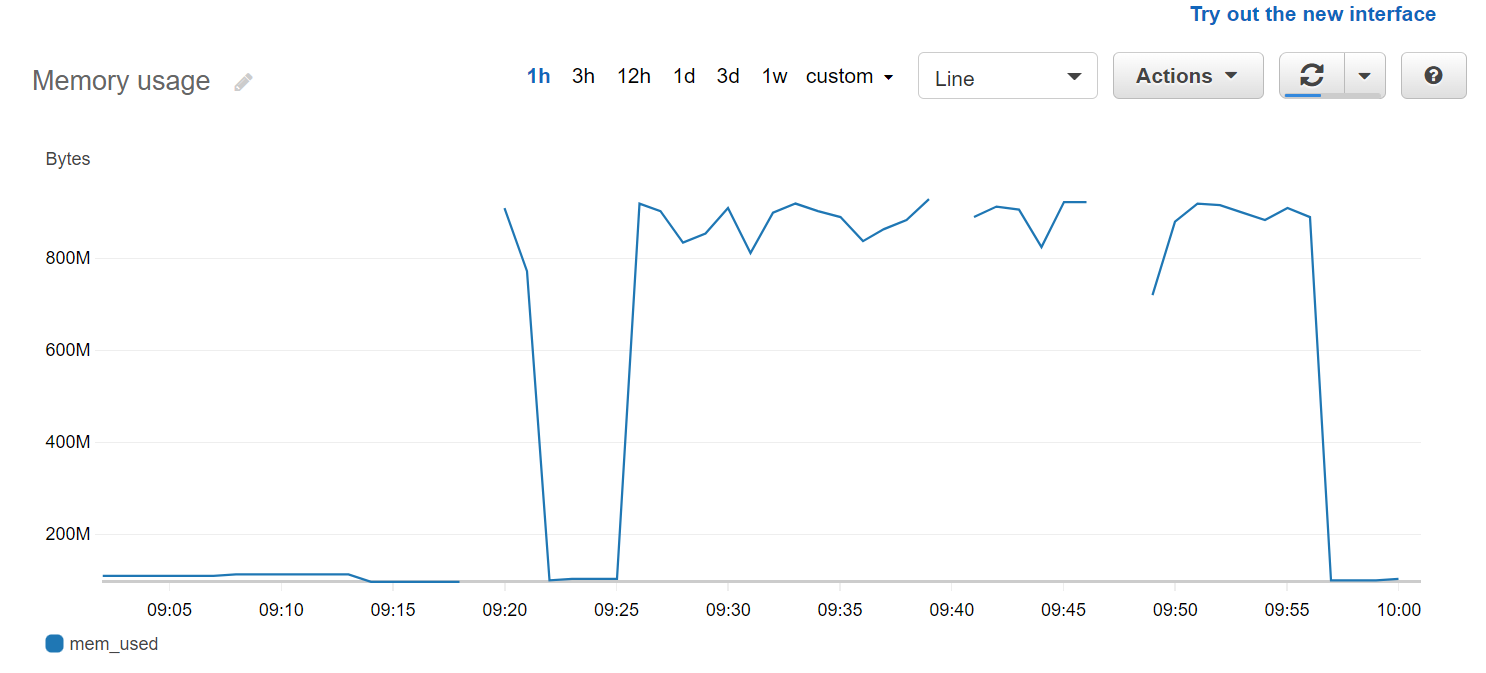 Try out the new interface
Memory usage 1h 3h 12h 1d 3d 1w custom Line Actions ?
Bytes
800M
600M
400M
200M
09:05 09:10 09:15 09:20 09:25 09:30 09:35 09:40 09:45 09:50 09:55 10:00
mem_used